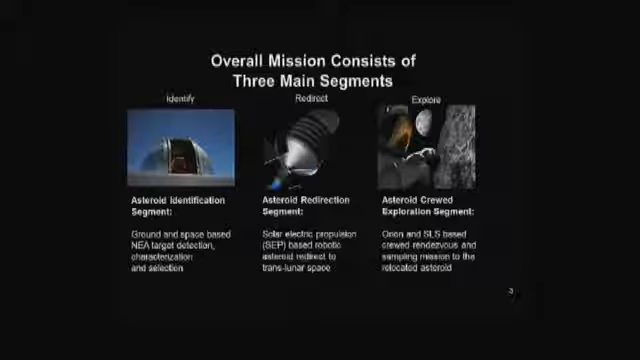 Overall Mission Consists of
Three Main Segments
Identify
Redirect
Explore
Asteroid Identification
Segment:
Ground and space based
NEA target detection,
characterization
and selection
Asteroid Redirection
Segment:
Solar electric propulsion
(SEP) based robotic
asteroid redirect to
trans-lunar space
Asteroid Crewed
Exploration Segment:
Orion and SLS based
crewed rendezvous and
sampling mission to the
relocated asteroid
3